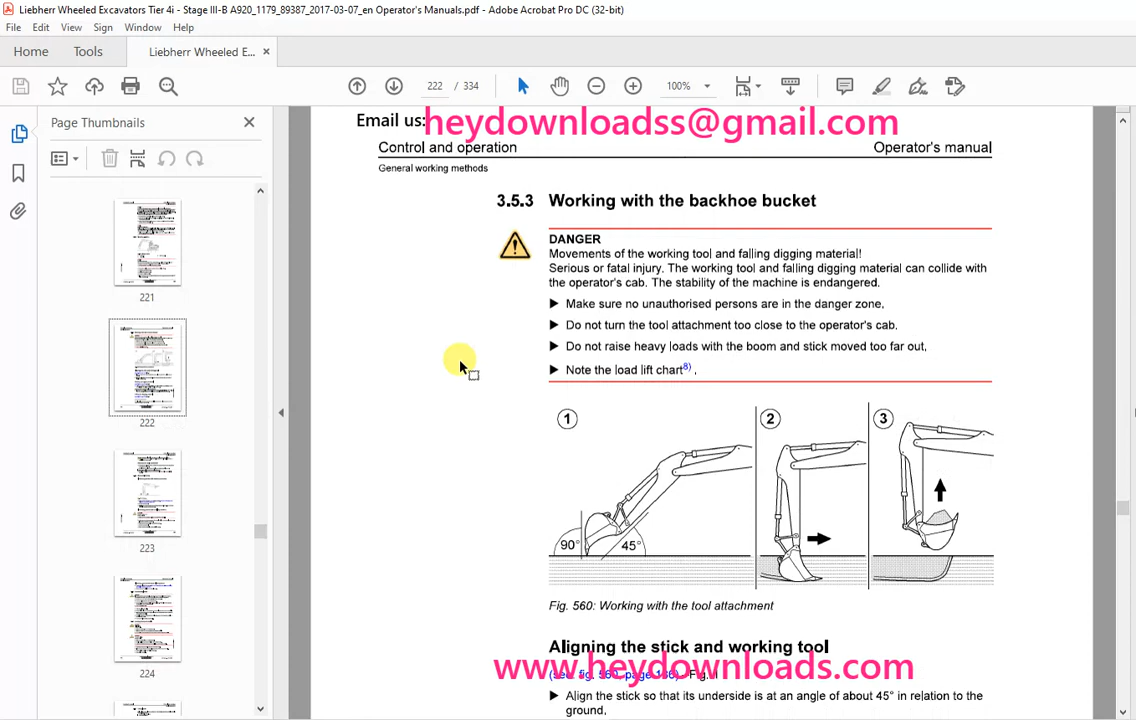 Liebherr Wheeled Excavators Tier 4i - Stage III-B A920_1179_89387_2017-03-07_en Operator's Manuals.pdf - Adobe Acrobat Pro DC (32-bit)
File Edit View Sign Window Help
Home Tools Liebherr Wheeled E... ×
222 / 334 100%
Page Thumbnails
221
222
223
224
Email us: heydownloadss@gmail.com
Control and operation Operator's manual
General working methods
3.5.3 Working with the backhoe bucket
DANGER
Movements of the working tool and falling digging material!
Serious or fatal injury. The working tool and falling digging material can collide with
the operator's cab. The stability of the machine is endangered.
Make sure no unauthorised persons are in the danger zone,
Do not turn the tool attachment too close to the operator's cab.
Do not raise heavy loads with the boom and stick moved too far out,
Note the load lift chart8) ,
1 2 3
90° 45°
Fig. 560: Working with the tool attachment
Aligning the stick and working tool
www.heydownloads.com
Align the stick so that its underside is at an angle of about 45° in relation to the
ground,